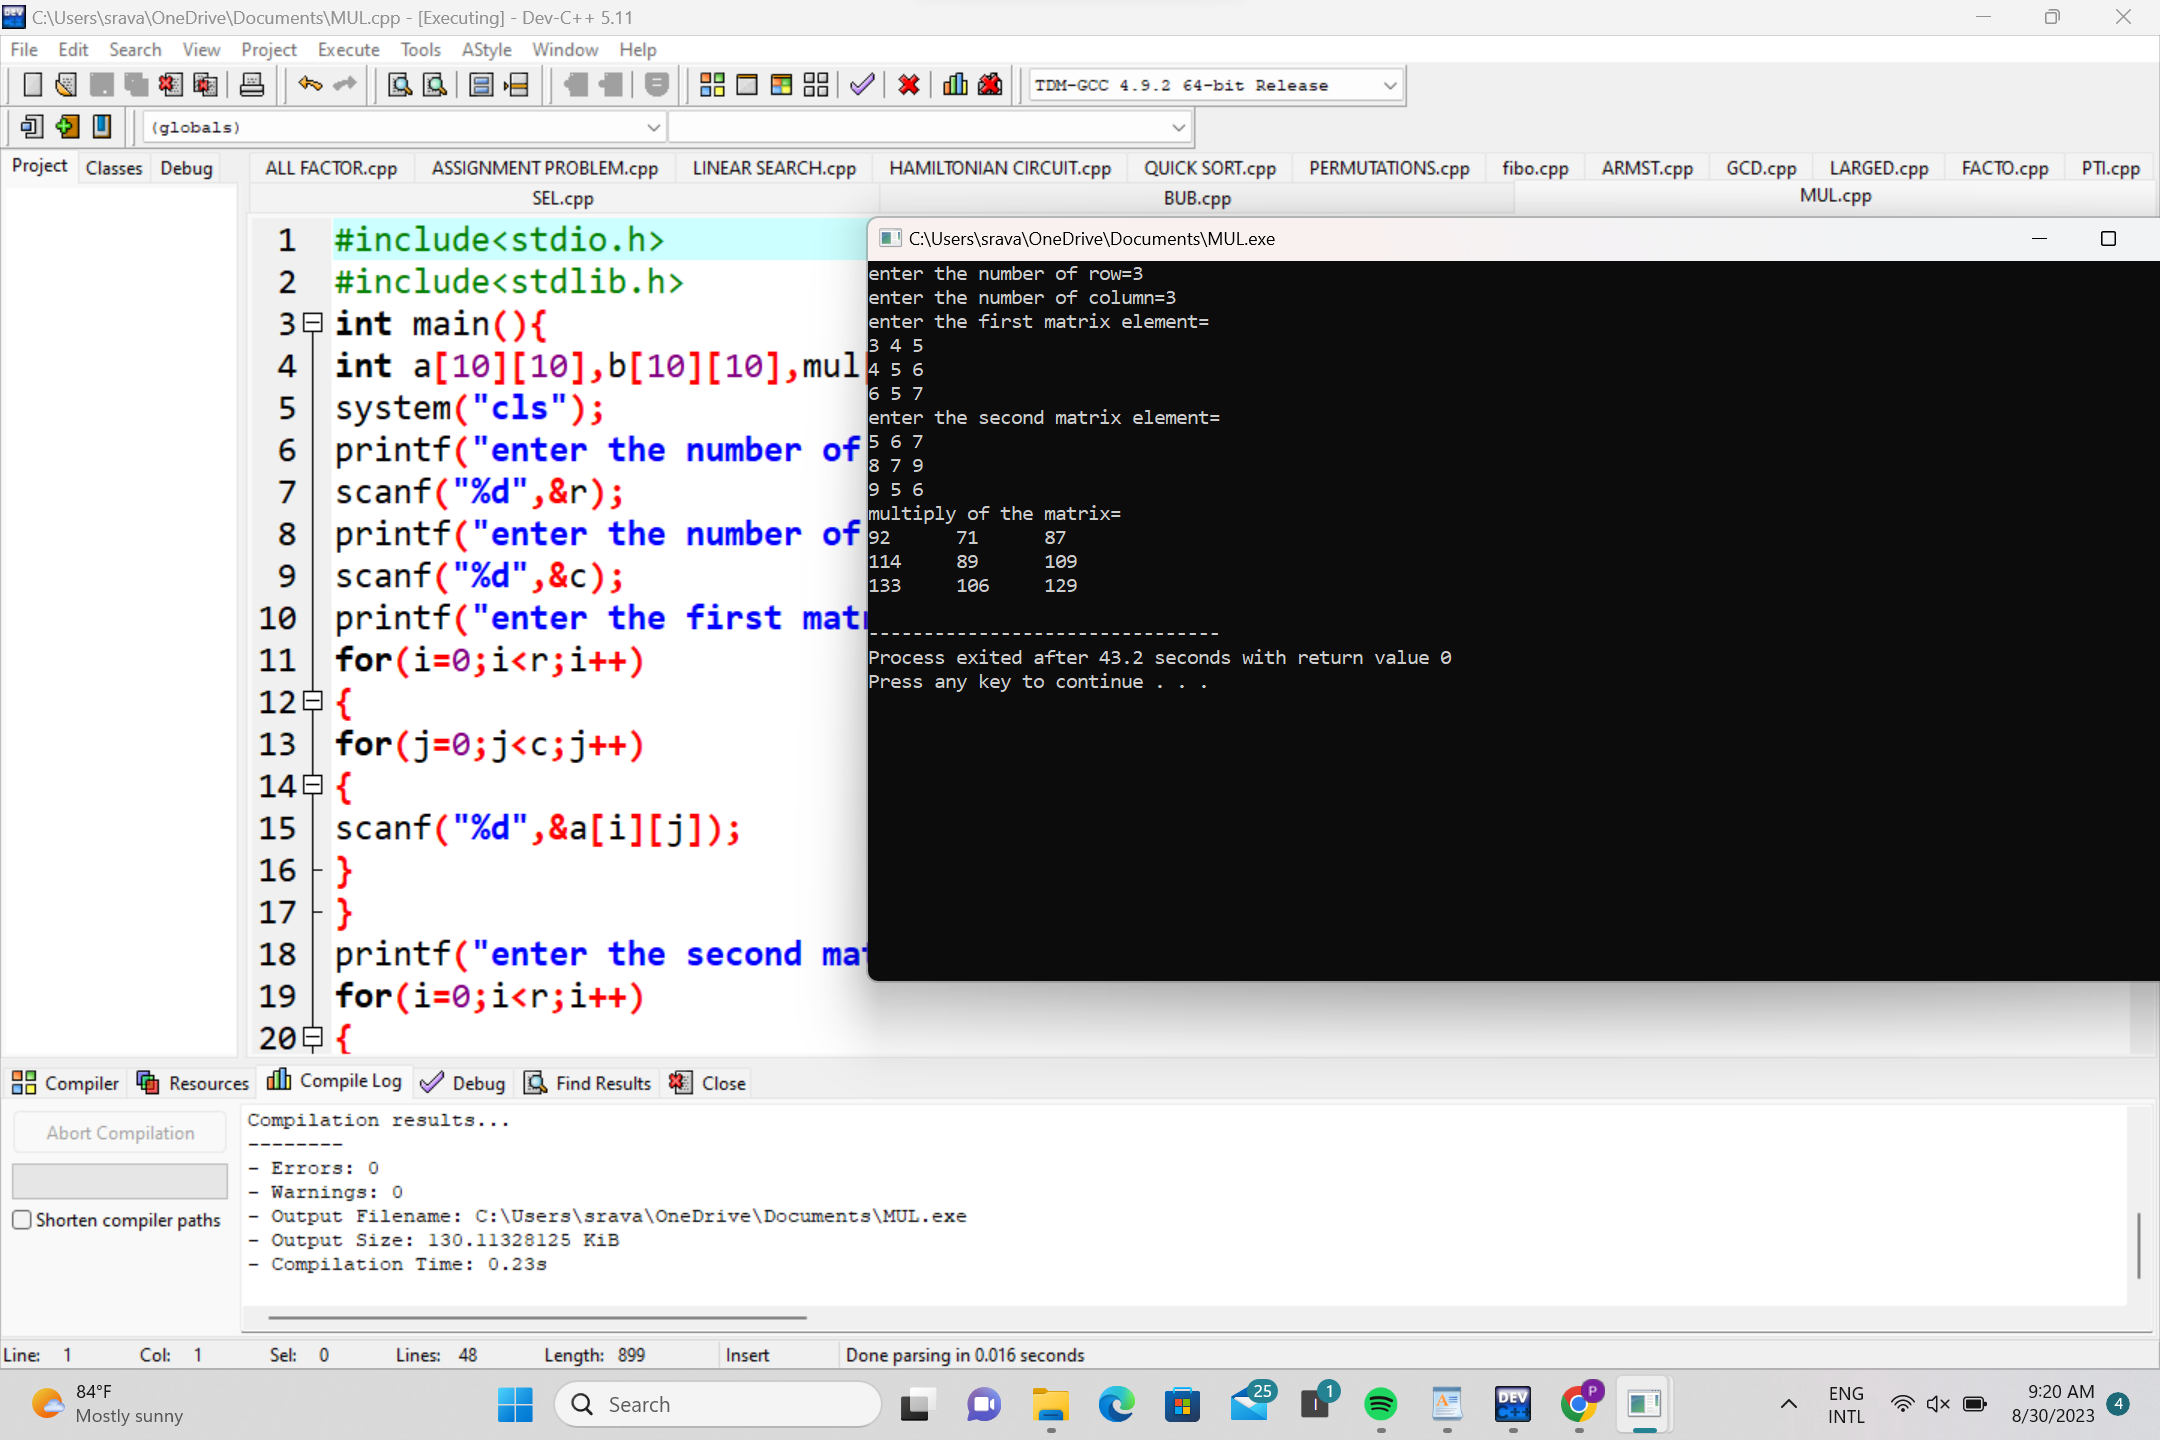 C:\Users\srava\OneDrive\Documents\MUL.cpp - [Executing] - Dev-C++ 5.11
File Edit Search View Project Execute Tools AStyle Window Help
TDM-GCC 4.9.2 64-bit Release
(globals)
Project Classes Debug
ALL FACTOR.cpp ASSIGNMENT PROBLEM.cpp LINEAR SEARCH.cpp HAMILTONIAN CIRCUIT.cpp QUICK SORT.cpp PERMUTATIONS.cpp fibo.cpp ARMST.cpp GCD.cpp LARGED.cpp FACTO.cpp PTI.cpp
SEL.cpp BUB.cpp MUL.cpp
1 #include<stdio.h>
2 #include<stdlib.h>
3 int main(){
4 int a[10][10],b[10][10],mul
5 system("cls");
6 printf("enter the number of
7 scanf("%d",&r);
8 printf("enter the number of
9 scanf("%d",&c);
10 printf("enter the first matr
11 for(i=0;i<r;i++)
12 {
13 for(j=0;j<c;j++)
14 {
15 scanf("%d",&a[i][j]);
16 }
17 }
18 printf("enter the second mat
19 for(i=0;i<r;i++)
20 {
C:\Users\srava\OneDrive\Documents\MUL.exe
enter the number of row=3
enter the number of column=3
enter the first matrix element=
3 4 5
4 5 6
6 5 7
enter the second matrix element=
5 6 7
8 7 9
9 5 6
multiply of the matrix=
92 71 87
114 89 109
133 106 129
--------------------------------
Process exited after 43.2 seconds with return value 0
Press any key to continue . . .
Compiler Resources Compile Log Debug Find Results Close
Abort Compilation
Shorten compiler paths
Compilation results...
--------
- Errors: 0
- Warnings: 0
- Output Filename: C:\Users\srava\OneDrive\Documents\MUL.exe
- Output Size: 130.11328125 KiB
- Compilation Time: 0.23s
Line: 1 Col: 1 Sel: 0 Lines: 48 Length: 899 Insert Done parsing in 0.016 seconds
84°F
Mostly sunny
Search
25
1
DEV
C++
P
ENG
INTL
9:20 AM
8/30/2023
4